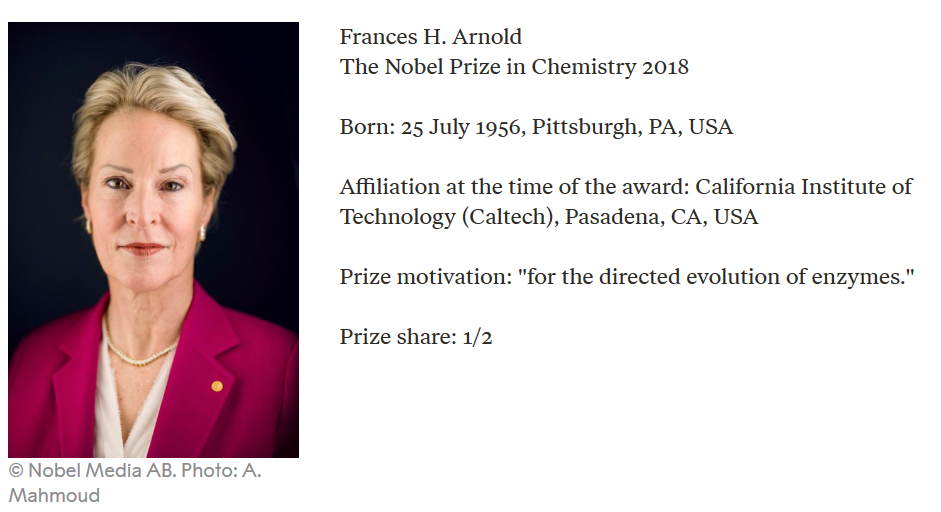 Frances H. Arnold
The Nobel Prize in Chemistry 2018
Born: 25 July 1956, Pittsburgh, PA, USA
Affiliation at the time of the award: California Institute of
Technology (Caltech), Pasadena, CA, USA
Prize motivation: "for the directed evolution of enzymes."
Prize share: 1/2
© Nobel Media AB. Photo: A.
Mahmoud